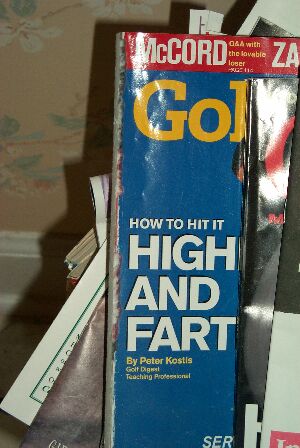 McCORD
Q&A with
the lovable
loser
ZA
Gol
HOW TO HIT IT
HIGH
AND
FART
By Peter Kostis
Golf Digest
Teaching Professional
SER